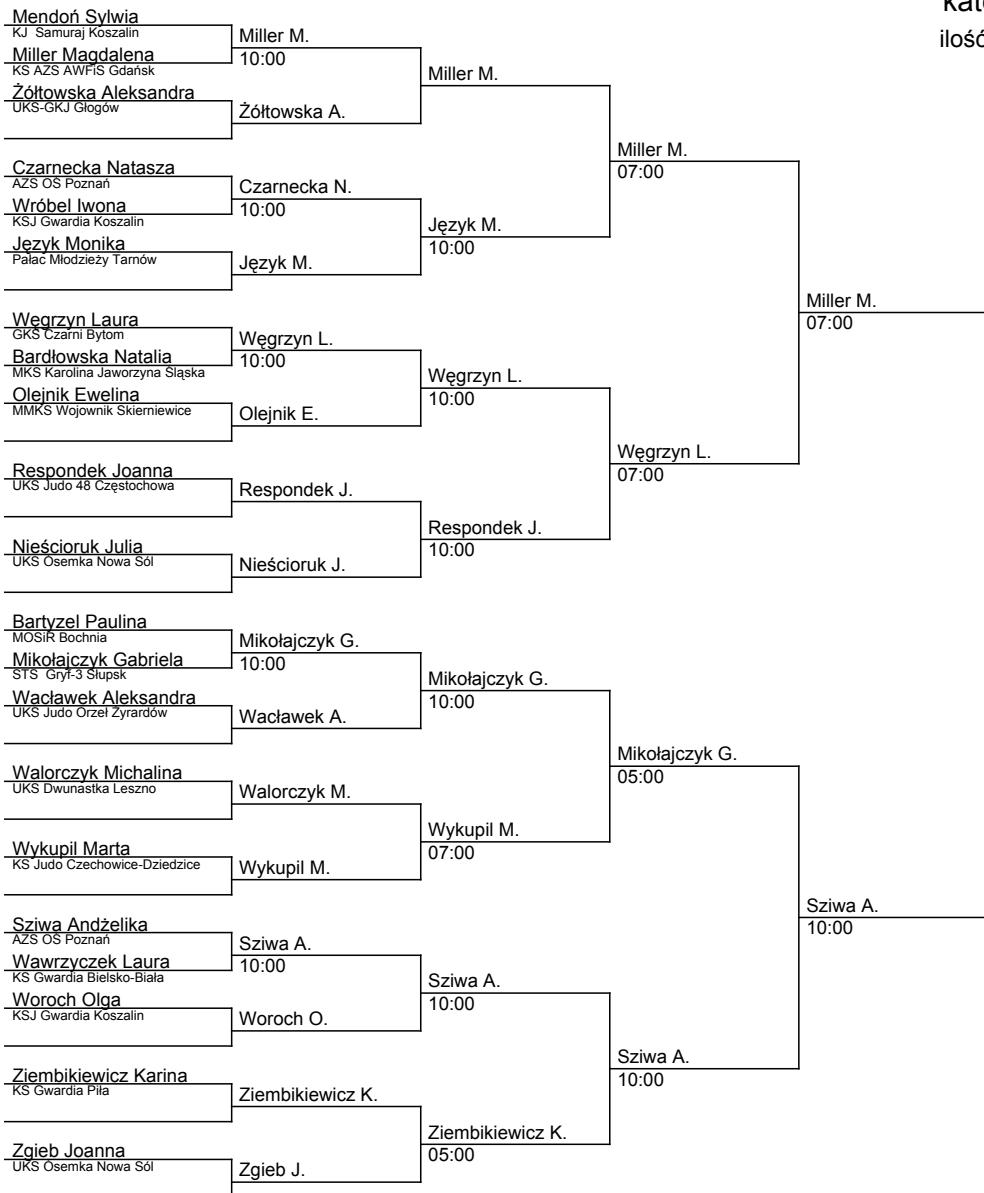 Mendoń Sylwia
KJ  Samuraj Koszalin
Miller Magdalena
KS AZS AWFiS Gdańsk
Żółtowska Aleksandra
UKS-GKJ Głogów
Czarnecka Natasza
AZS OŚ Poznań
Wróbel Iwona
KSJ Gwardia Koszalin
Język Monika
Pałac Młodzieży Tarnów
Węgrzyn Laura
GKS Czarni Bytom
Bardłowska Natalia
MKS Karolina Jaworzyna Śląska
Olejnik Ewelina
MMKS Wojownik Skierniewice
Respondek Joanna
UKS Judo 48 Częstochowa
Nieścioruk Julia
UKS Ósemka Nowa Sól
Bartyzel Paulina
MOSiR Bochnia
Mikołajczyk Gabriela
STS  Gryf-3 Słupsk
Wacławek Aleksandra
UKS Judo Orzeł Żyrardów
Walorczyk Michalina
UKS Dwunastka Leszno
Wykupil Marta
KS Judo Czechowice-Dziedzice
Sziwa Andżelika
AZS OŚ Poznań
Wawrzyczek Laura
KS Gwardia Bielsko-Biała
Woroch Olga
KSJ Gwardia Koszalin
Ziembikiewicz Karina
KS Gwardia Piła
Zgieb Joanna
UKS Ósemka Nowa Sól
Miller M.
10:00
Żółtowska A.
Czarnecka N.
10:00
Język M.
Węgrzyn L.
10:00
Olejnik E.
Respondek J.
Nieścioruk J.
Mikołajczyk G.
10:00
Wacławek A.
Walorczyk M.
Wykupil M.
Sziwa A.
10:00
Woroch O.
Ziembikiewicz K.
Zgieb J.
Miller M.
Język M.
10:00
Węgrzyn L.
10:00
Respondek J.
10:00
Mikołajczyk G.
10:00
Wykupil M.
07:00
Sziwa A.
10:00
Ziembikiewicz K.
05:00
Miller M.
07:00
Węgrzyn L.
07:00
Mikołajczyk G.
05:00
Sziwa A.
10:00
Miller M.
07:00
Sziwa A.
10:00
ilość